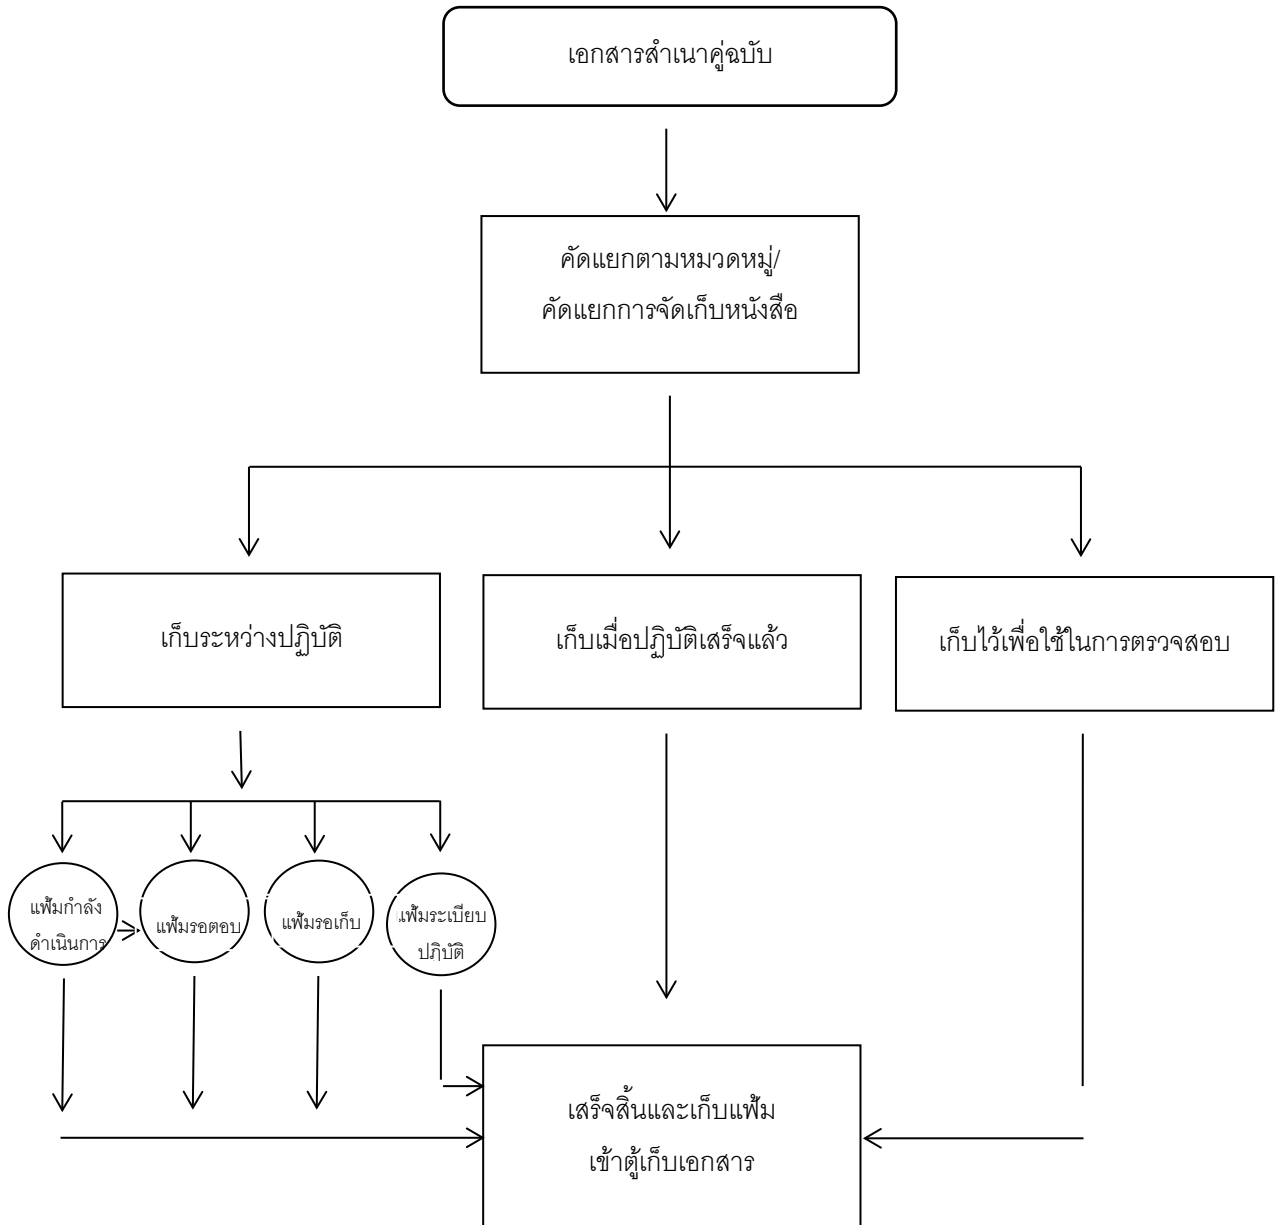 เอกสารสำเนาคู่ฉบับ
คัดแยกตามหมวดหมู่/
คัดแยกการจัดเก็บหนังสือ
เก็บระหว่างปฏิบัติ
เก็บเมื่อปฏิบัติเสร็จแล้ว
เก็บไว้เพื่อใช้ในการตรวจสอบ
แฟ้มกำลัง
ดำเนินการ
แฟ้มรอตอบ
แฟ้มรอเก็บ
แฟ้มระเบียบ
ปฏิบัติ
เสร็จสิ้นและเก็บแฟ้ม
เข้าตู้เก็บเอกสาร